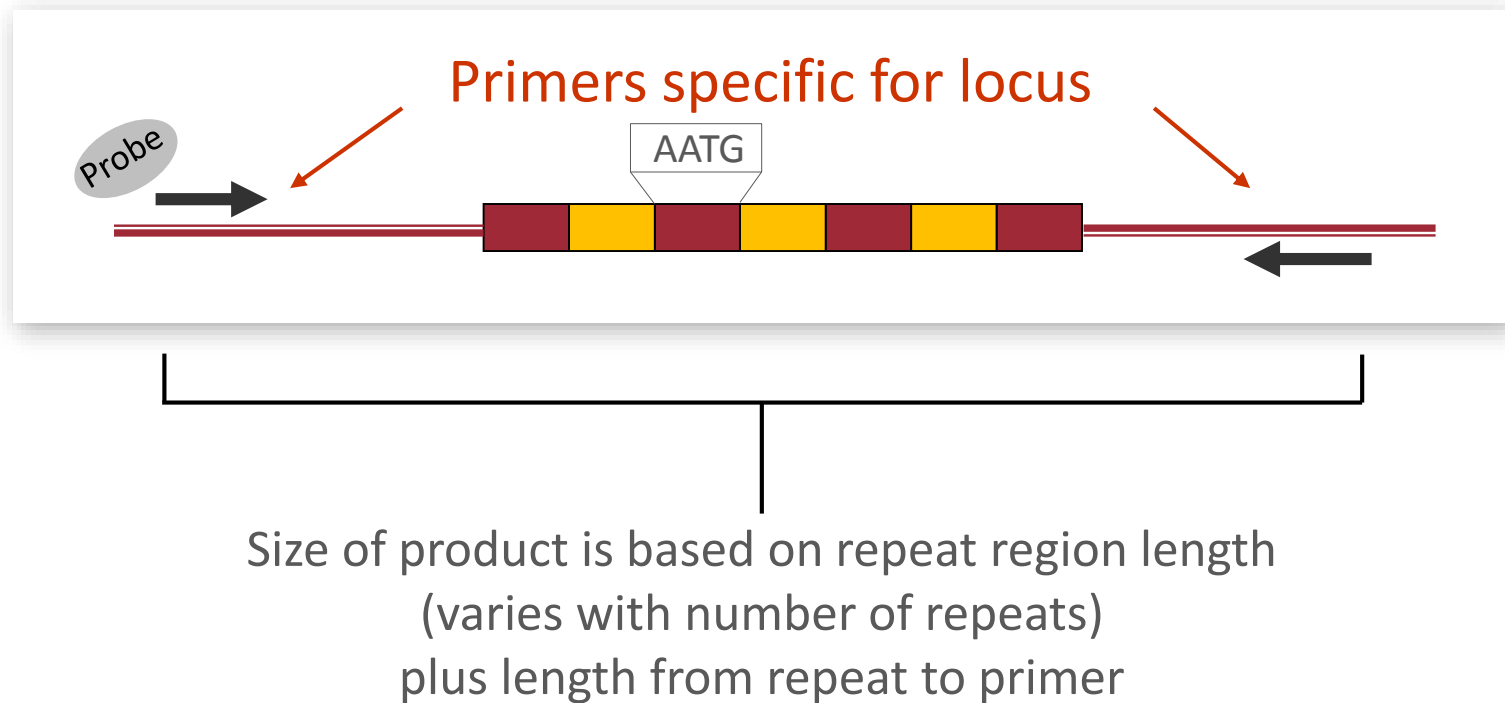 Primers specific for locus
Probe
AATG
Size of product is based on repeat region length
(varies with number of repeats)
plus length from repeat to primer